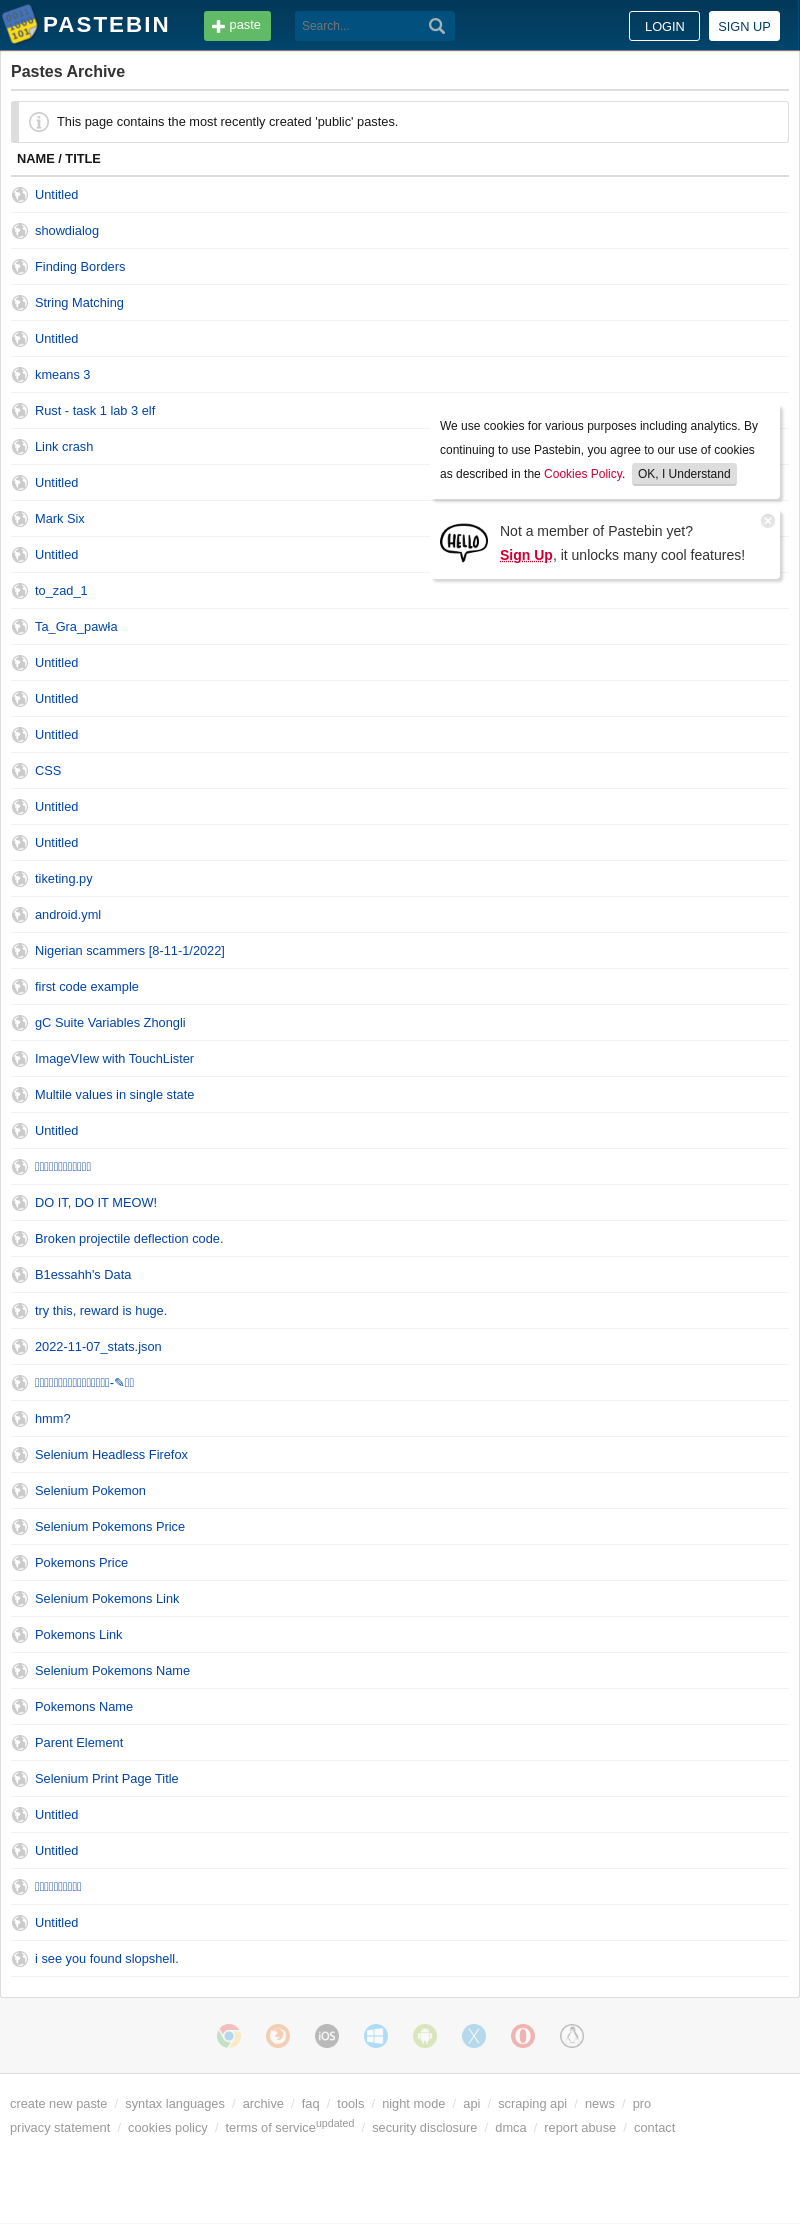 PASTEBIN
paste
Search...
LOGIN
SIGN UP
Pastes Archive
This page contains the most recently created 'public' pastes.
NAME / TITLE
Untitled
showdialog
Finding Borders
String Matching
Untitled
kmeans 3
Rust - task 1 lab 3 elf
Link crash
Untitled
Mark Six
Untitled
We use cookies for various purposes including analytics. By
continuing to use Pastebin, you agree to our use of cookies
as described in the Cookies Policy. OK, I Understand
HELLO
Not a member of Pastebin yet?
Sign Up, it unlocks many cool features!
to_zad_1
Ta_Gra_pawła
Untitled
Untitled
Untitled
CSS
Untitled
Untitled
tiketing.py
android.yml
Nigerian scammers [8-11-1/2022]
first code example
gC Suite Variables Zhongli
ImageVIew with TouchLister
Multile values in single state
Untitled
DO IT, DO IT MEOW!
Broken projectile deflection code.
B1essahh's Data
try this, reward is huge.
2022-11-07_stats.json
hmm?
Selenium Headless Firefox
Selenium Pokemon
Selenium Pokemons Price
Pokemons Price
Selenium Pokemons Link
Pokemons Link
Selenium Pokemons Name
Pokemons Name
Parent Element
Selenium Print Page Title
Untitled
Untitled
Untitled
i see you found slopshell.
iOS
create new paste / syntax languages / archive / faq / tools / night mode / api / scraping api / news / pro
privacy statement / cookies policy / terms of service updated / security disclosure / dmca / report abuse / contact